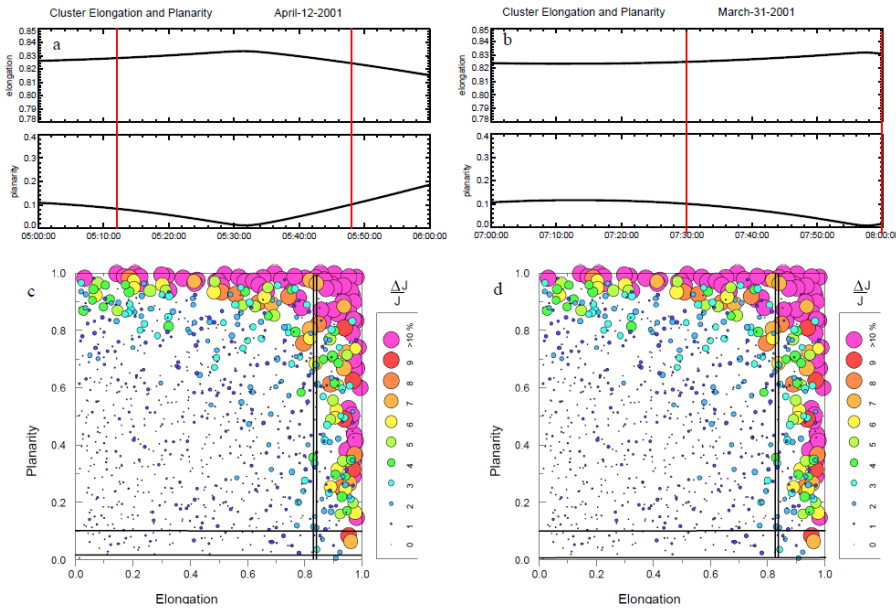 Cluster Elongation and Planarity April-12-2001
a
0.85
0.84
0.83
0.82
0.81
0.80
0.79
0.78
elongation
0.4
0.3
0.2
0.1
0.0
planarity
05:00:00 05:10:00 05:20:00 05:30:00 05:40:00 05:50:00 06:00:00
Cluster Elongation and Planarity March-31-2001
b
0.85
0.84
0.83
0.82
0.81
0.80
0.79
0.78
elongation
0.4
0.3
0.2
0.1
0.0
planarity
07:00:00 07:10:00 07:20:00 07:30:00 07:40:00 07:50:00 08:00:00
c
1.0
0.8
0.6
0.4
0.2
0.0
Planarity
0.0 0.2 0.4 0.6 0.8 1.0
Elongation
ΔJ
J
>10 %
9
8
7
6
5
4
3
2
1
0
d
1.0
0.8
0.6
0.4
0.2
0.0
Planarity
0.0 0.2 0.4 0.6 0.8 1.0
Elongation
ΔJ
J
>10 %
9
8
7
6
5
4
3
2
1
0